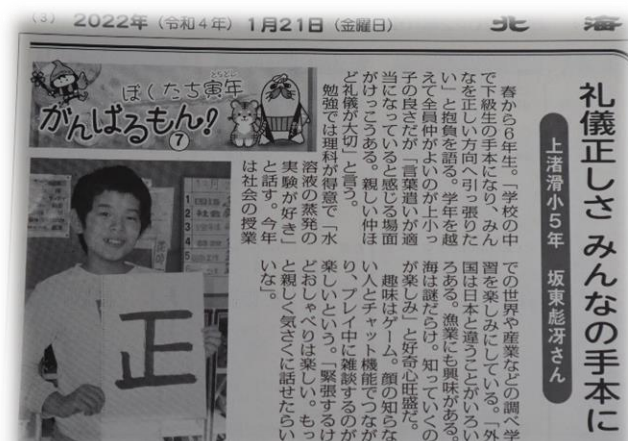 (3) 2022年（令和4年）1月21日（金曜日）
北海
ぼくたち寅年
とらどし
がんばるもん!
⑦
礼儀正しさ みんなの手本に
上渚滑小5年 坂東彪冴さん
春から6年生。「学校の中
で下級生の手本になり、みん
なを正しい方向へ引っ張りた
い」と抱負を語る。学年を越
えて全員仲がよいのが上小っ
子の良さだが「言葉遣いが適
当になっていると感じる場面
がけっこうある。親しい仲ほ
ど礼儀が大切」と言う。
勉強では理科が得意で「水
溶液の蒸発の
実験が好き」
と話す。今年
は社会の授業
での世界や産業などの調べ学
習を楽しみにしている。「外
国は日本と違うことがいろい
ろある。漁業にも興味がある。
海は謎だらけ。知っていくの
が楽しみ」と好奇心旺盛だ。
趣味はゲーム。顔の知らな
い人とチャット機能でつなが
り、プレイ中に雑談するのが
楽しいという。「緊張するけ
どおしゃべりは楽しい。もっ
と親しく気さくに話せたらい
いな」。
正
1
2
3
4
5